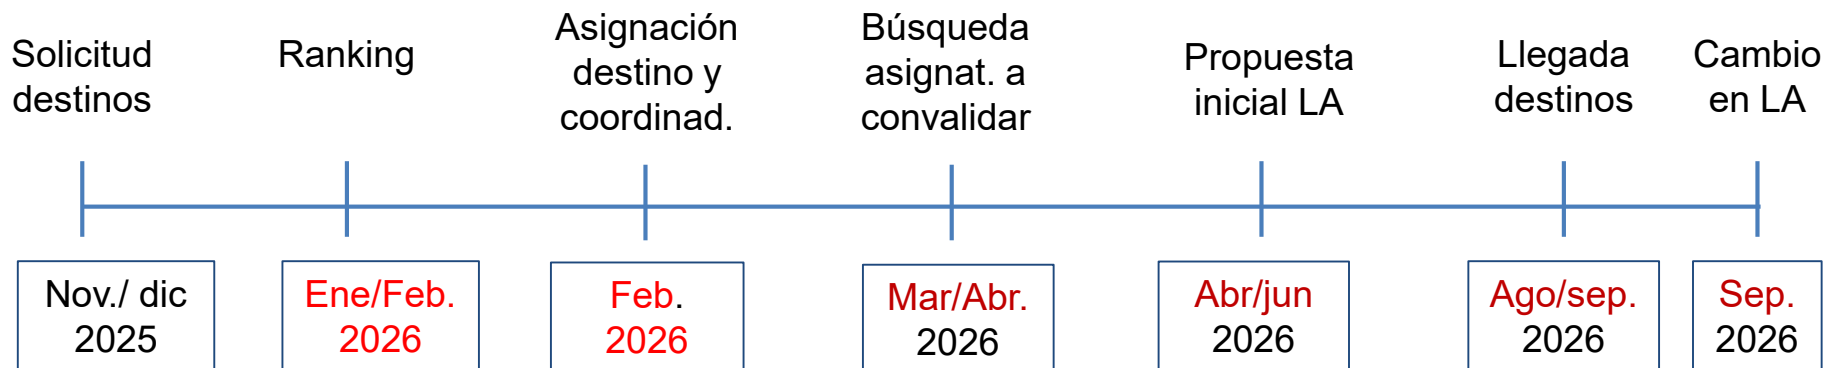 Solicitud
destinos
Ranking
Asignación
destino y
coordinad.
Búsqueda
asignat. a
convalidar
Propuesta
inicial LA
Llegada
destinos
Cambio
en LA
Nov./ dic
2025
Ene/Feb.
2026
Feb.
2026
Mar/Abr.
2026
Abr/jun
2026
Ago/sep.
2026
Sep.
2026